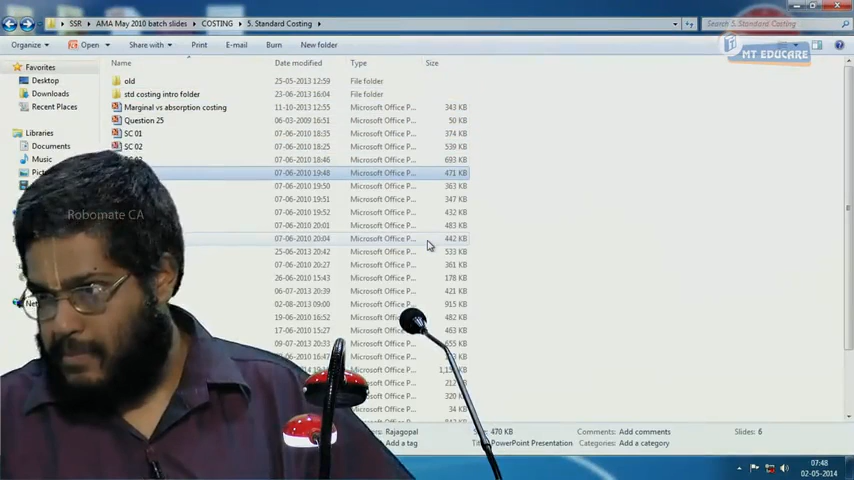 SSR
AMA May 2010 batch slides
COSTING
5. Standard Costing
Search 5. Standard Costing
Organize
Open
Share with
Print
E-mail
Burn
New folder
MT EDUCARE
Favorites
Name
Date modified
Type
Size
Desktop
old
25-05-2013 12:59
File folder
Downloads
std costing intro folder
23-06-2013 16:04
File folder
Recent Places
Marginal vs absorption costing
11-10-2013 12:55
Microsoft Office P...
343 KB
Question 25
06-03-2009 16:51
Microsoft Office P...
50 KB
Libraries
SC 01
07-06-2010 18:35
Microsoft Office P...
374 KB
Documents
SC 02
07-06-2010 18:42
Microsoft Office P...
539 KB
Music
07-06-2010 18:46
Microsoft Office P...
693 KB
07-06-2010 19:48
Microsoft Office P...
471 KB
07-06-2010 19:50
Microsoft Office P...
363 KB
07-06-2010 19:51
Microsoft Office P...
347 KB
07-06-2010 19:52
Microsoft Office P...
432 KB
Robomate CA
07-06-2010 20:01
Microsoft Office P...
483 KB
07-06-2010 20:04
Microsoft Office P...
442 KB
25-05-2013 20:42
Microsoft Office P...
533 KB
07-06-2010 20:27
Microsoft Office P...
361 KB
26-06-2010 15:43
Microsoft Office P...
178 KB
06-07-2013 20:39
Microsoft Office P...
421 KB
02-08-2013 09:00
Microsoft Office P...
915 KB
19-06-2010 16:52
Microsoft Office P...
482 KB
17-06-2010 15:27
Microsoft Office P...
463 KB
09-07-2013 20:33
Microsoft Office P...
655 KB
Microsoft Office P...
Rajagopal
Size: 470 KB
Comments: Add comments
Slides: 6
Add a tag
Title: PowerPoint Presentation
Categories: Add a category
07:48
02-05-2014